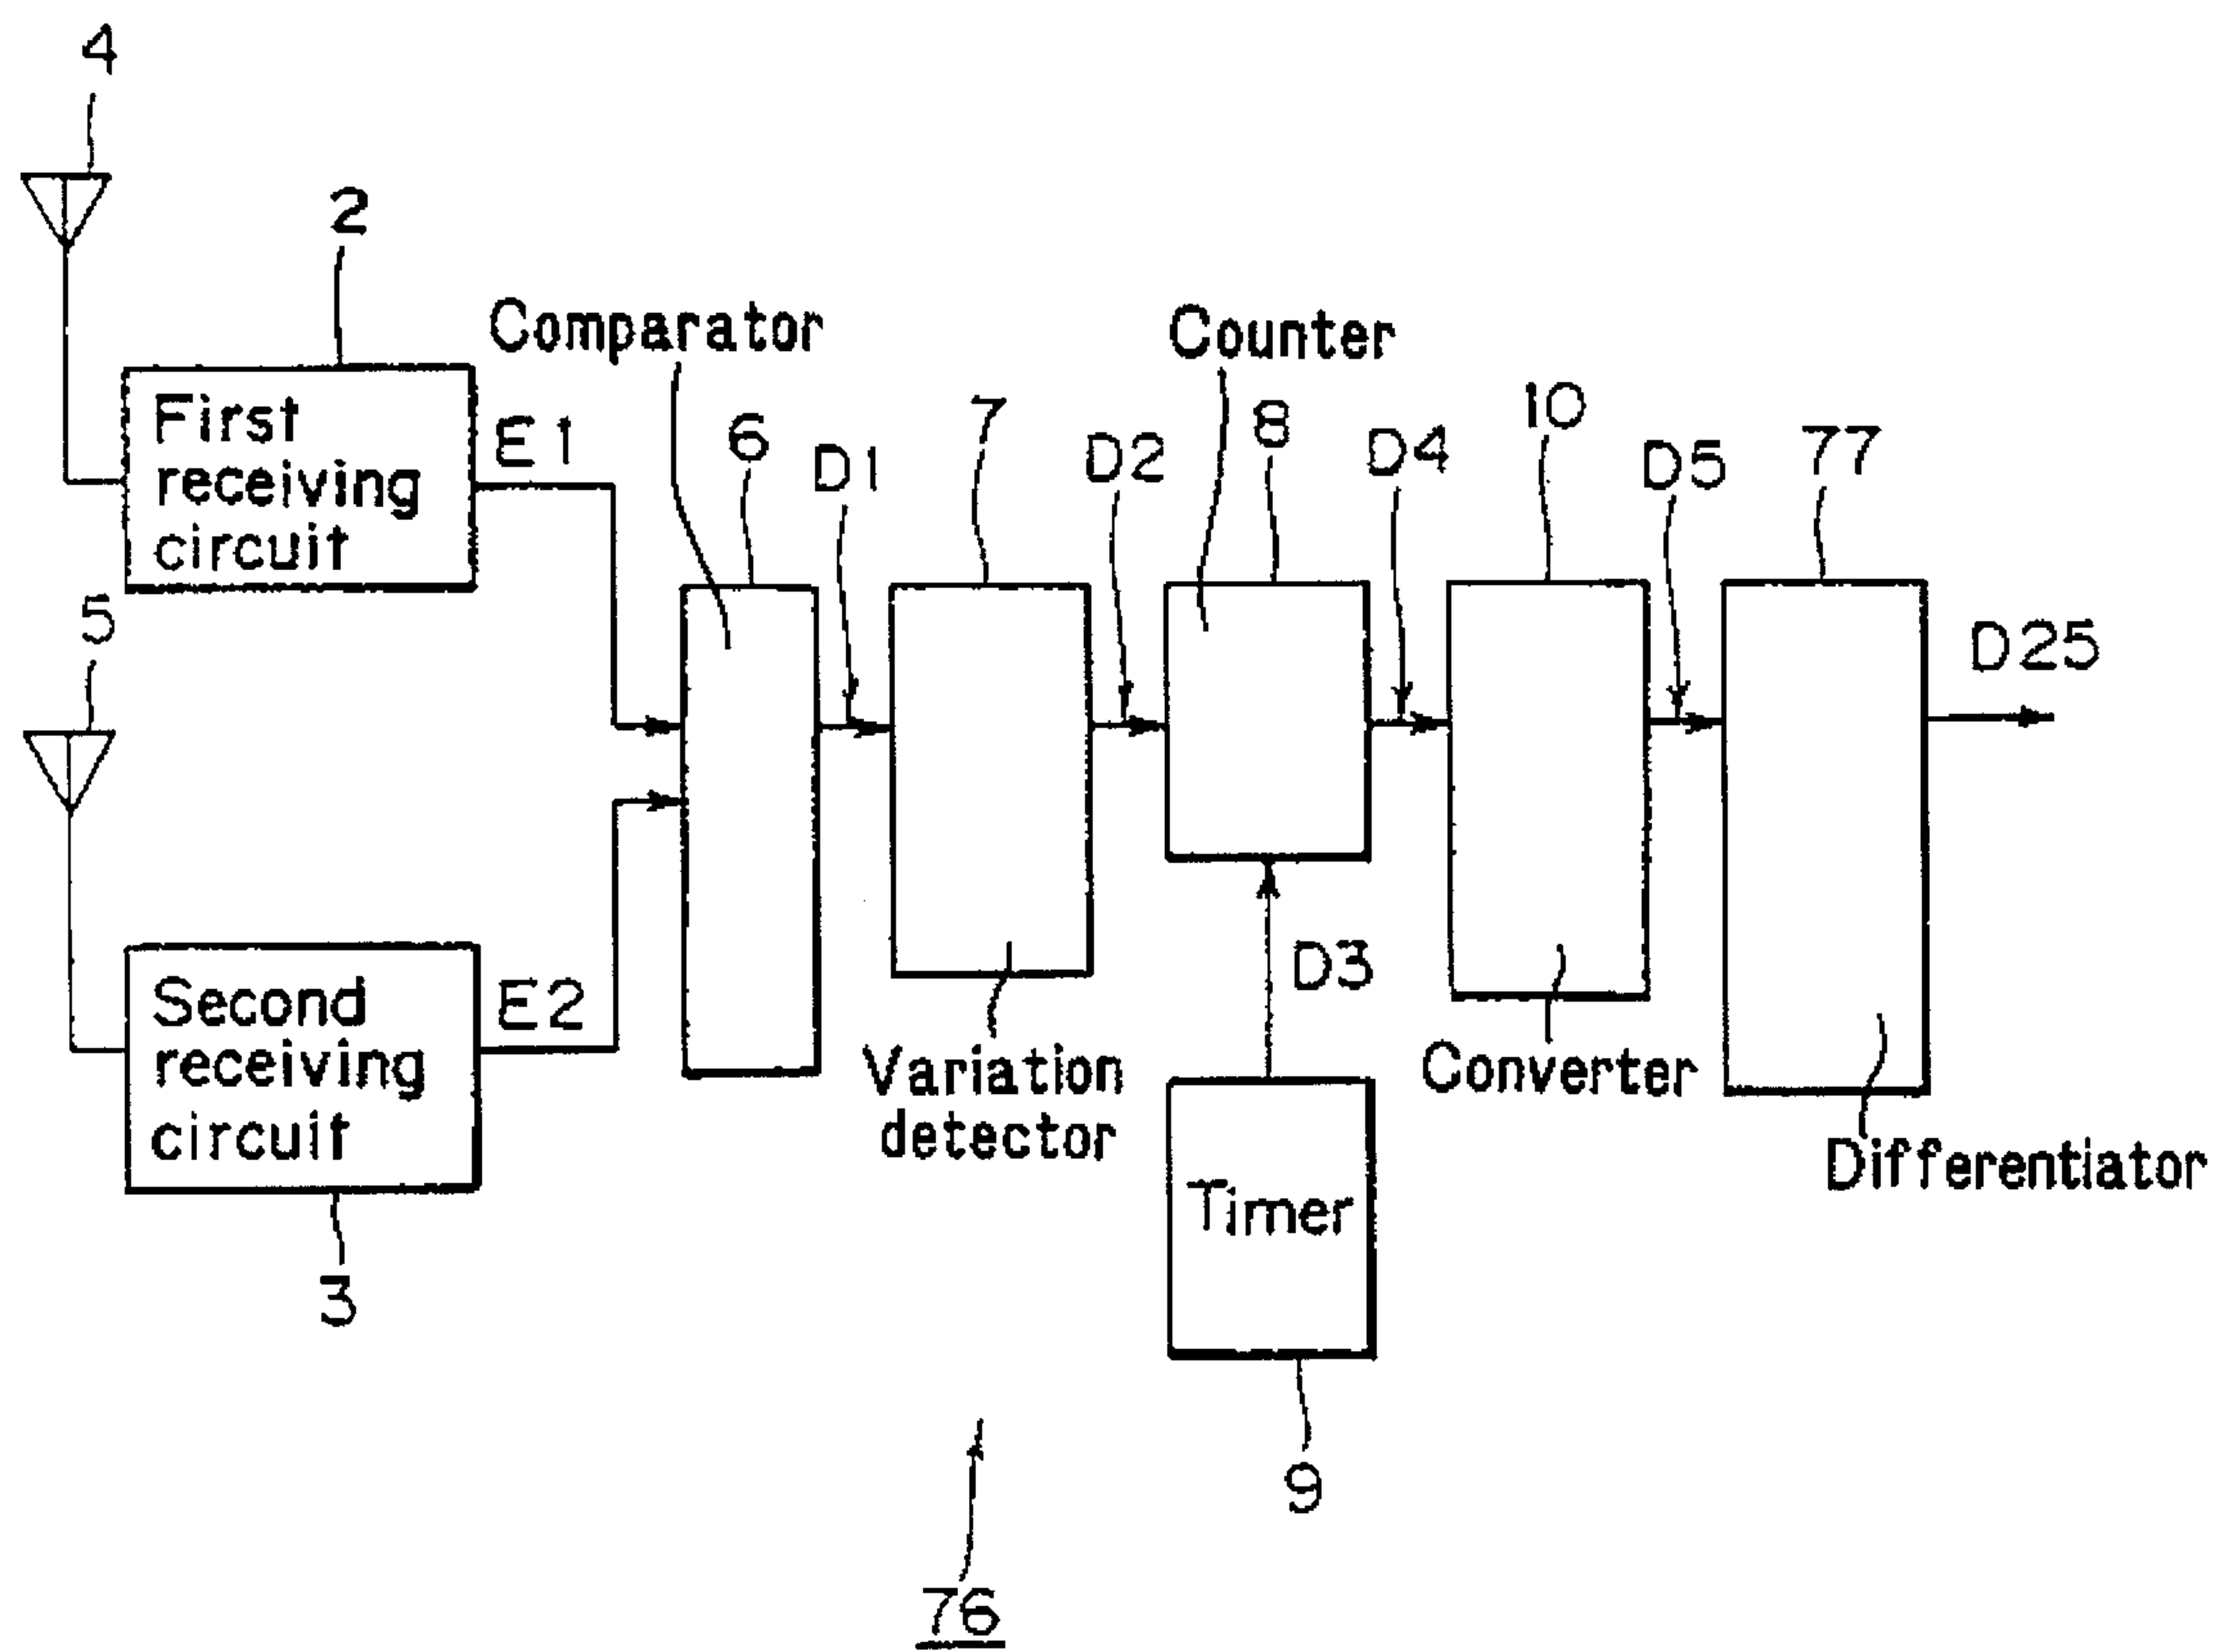 4
2
Comparator
Counter
First
receiving
circuit
E1
6
D1
7
D2
8
D4
10
D5
77
5
D25
Second
receiving
circuit
E2
D3
Variation
detector
Converter
Differentiator
Timer
3
9
76